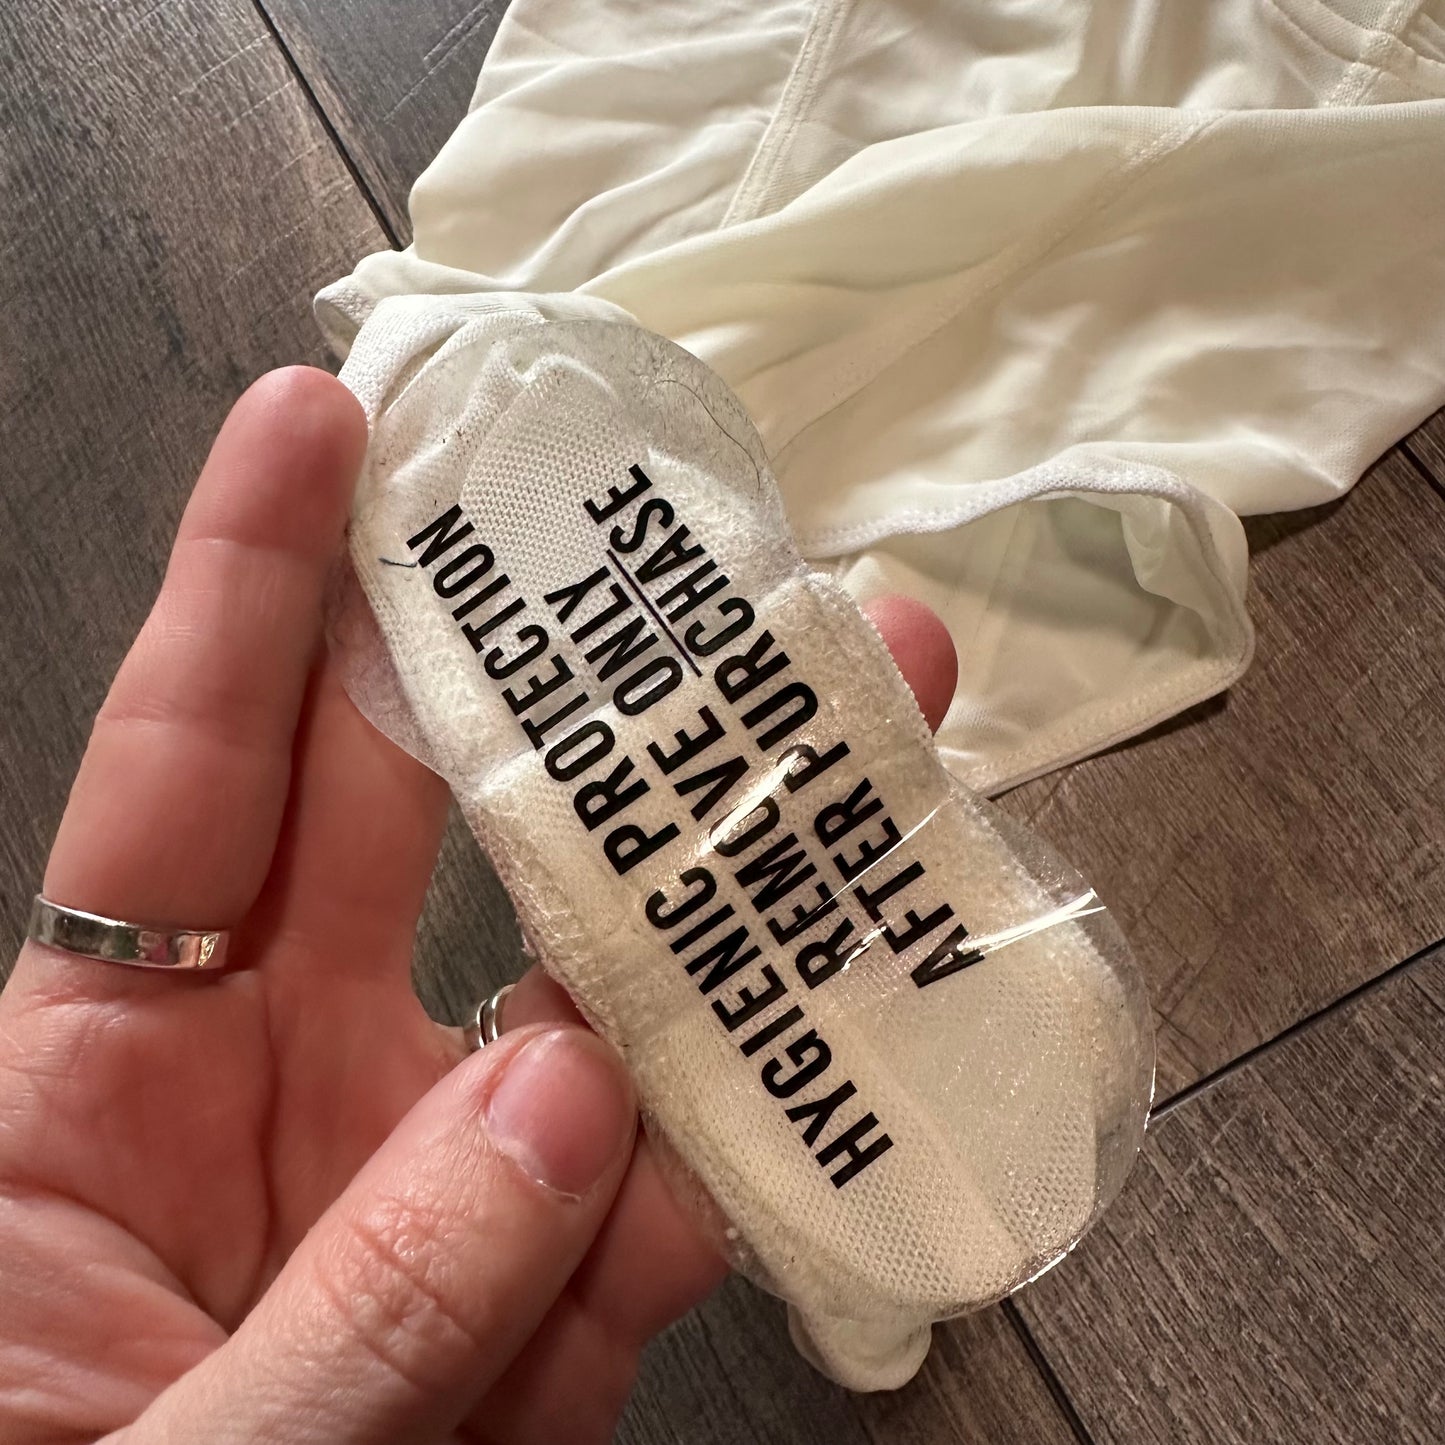 HYGIENIC PROTECTION
REMOVE ONLY
AFTER PURCHASE